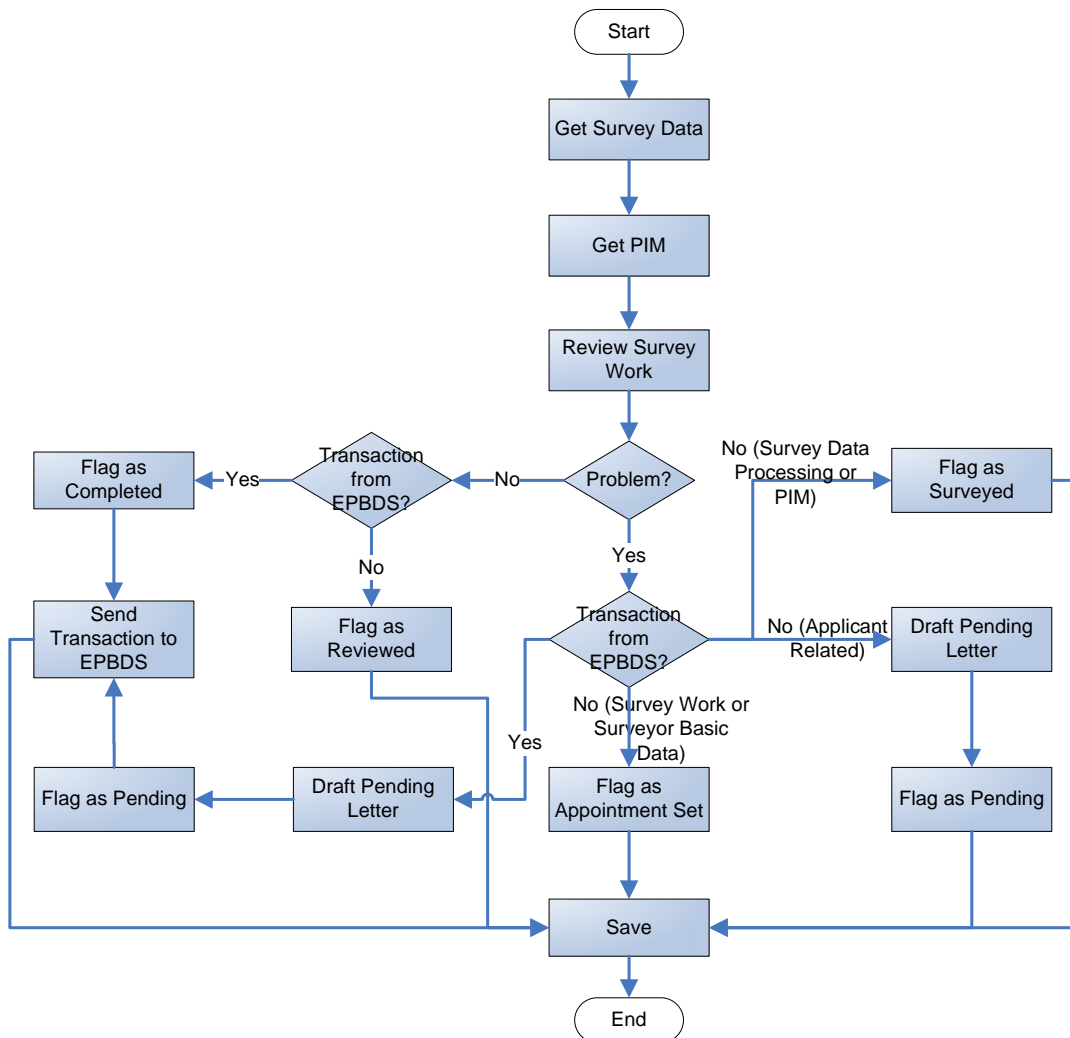 Start
Get Survey Data
Get PIM
Review Survey
Work
Problem?
No
Transaction
from
EPBDS?
Yes
Flag as
Completed
No (Survey Data
Processing or
PIM)
Flag as
Surveyed
Yes
No
Send
Transaction to
EPBDS
Flag as
Reviewed
Transaction
from
EPBDS?
No (Applicant
Related)
Draft Pending
Letter
No (Survey Work or
Surveyor Basic
Data)
Yes
Flag as Pending
Draft Pending
Letter
Flag as
Appointment Set
Flag as Pending
Save
End